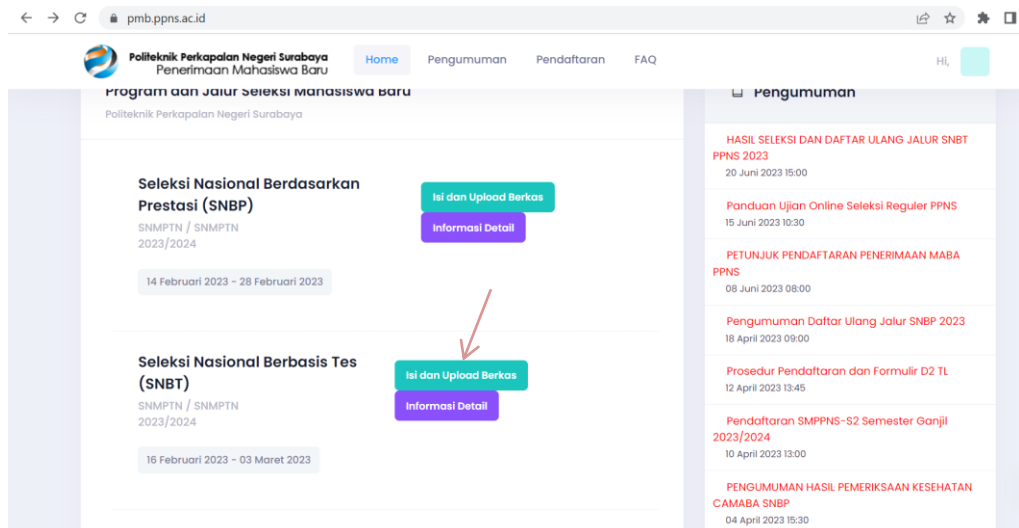 pmb.ppns.ac.id
Politeknik Perkapalan Negeri Surabaya
Penerimaan Mahasiswa Baru
Home
Pengumuman
Pendaftaran
FAQ
Hi,
Program dan Jalur Seleksi Mahasiswa Baru
Politeknik Perkapalan Negeri Surabaya
Seleksi Nasional Berdasarkan
Prestasi (SNBP)
SNMPTN / SNMPTN
2023/2024
14 Februari 2023 - 28 Februari 2023
Isi dan Upload Berkas
Informasi Detail
Seleksi Nasional Berbasis Tes
(SNBT)
SNMPTN / SNMPTN
2023/2024
16 Februari 2023 - 03 Maret 2023
Isi dan Upload Berkas
Informasi Detail
Pengumuman
HASIL SELEKSI DAN DAFTAR ULANG JALUR SNBT
PPNS 2023
20 Juni 2023 15:00
Panduan Ujian Online Seleksi Reguler PPNS
15 Juni 2023 10:30
PETUNJUK PENDAFTARAN PENERIMAAN MABA
PPNS
08 Juni 2023 08:00
Pengumuman Daftar Ulang Jalur SNBP 2023
18 April 2023 09:00
Prosedur Pendaftaran dan Formulir D2 TL
12 April 2023 13:45
Pendaftaran SMPPNS-S2 Semester Ganjil
2023/2024
10 April 2023 13:00
PENGUMUMAN HASIL PEMERIKSAAN KESEHATAN
CAMABA SNBP
04 April 2023 15:30